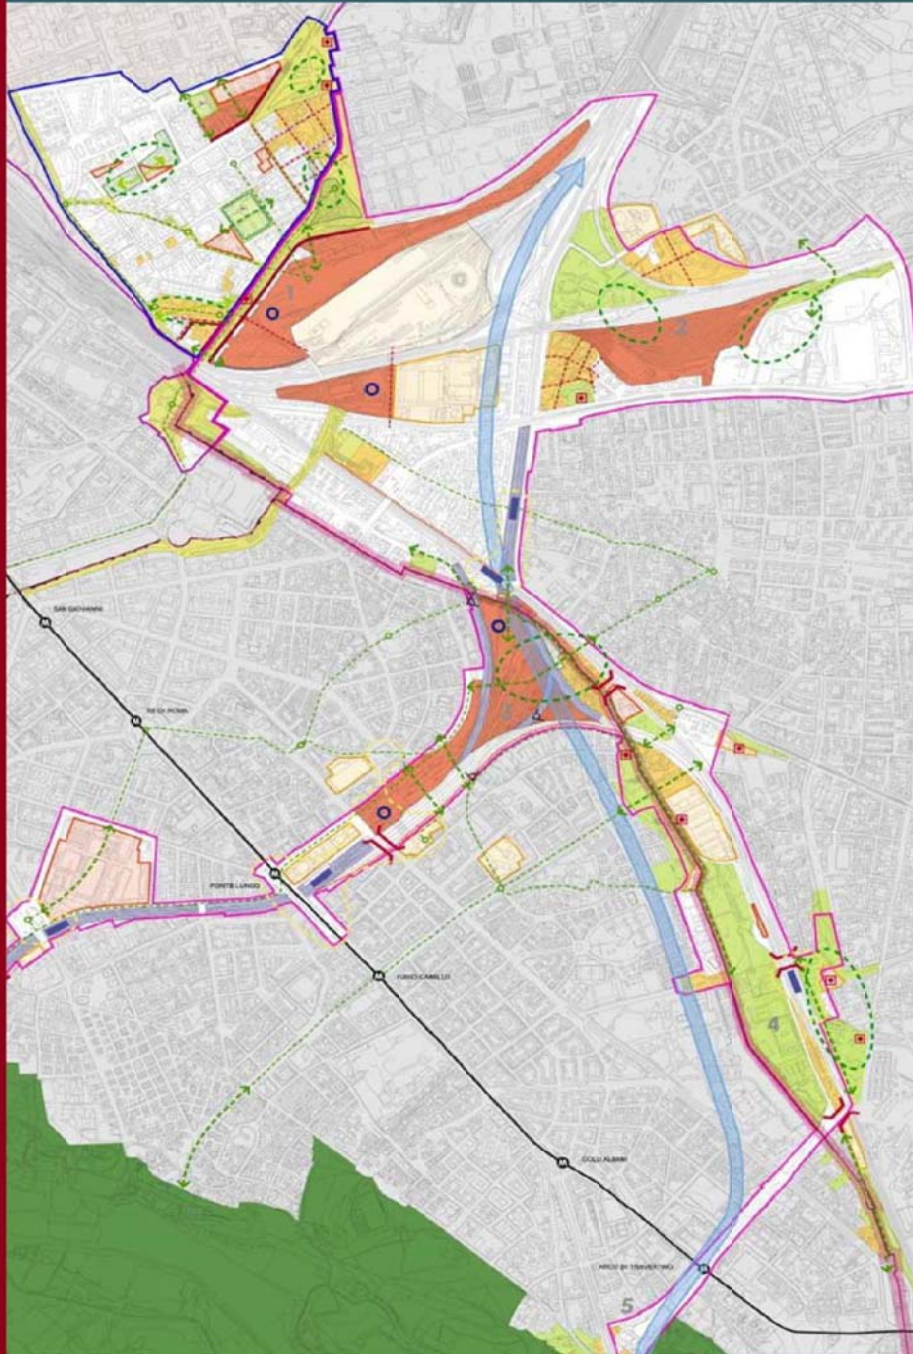 1
2
SAN GIOVANNI
3
RE DI ROMA
PONTE LUNGO
FURIO CAMILLO
4
COLLI ALBANI
ARCO DI TRAVERTINO
5